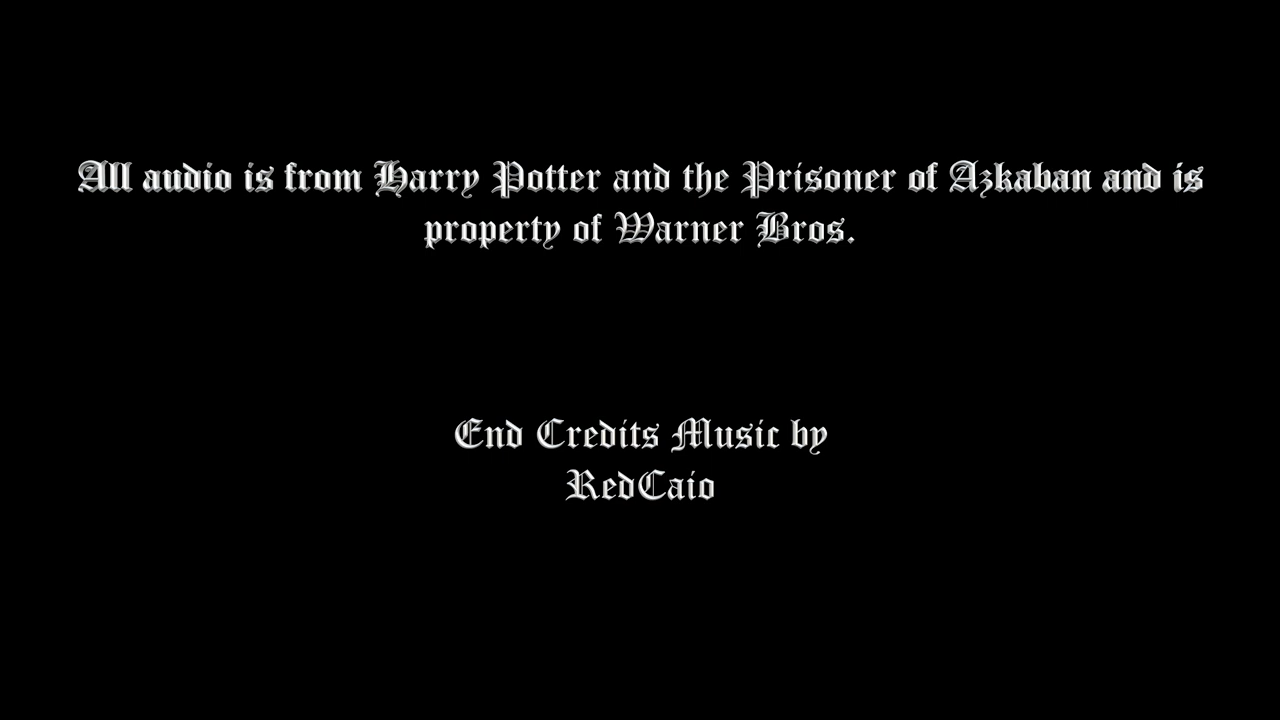 All audio is from Harry Potter and the Prisoner of Azkaban and is
property of Warner Bros.
End Credits Music by
RedCaio